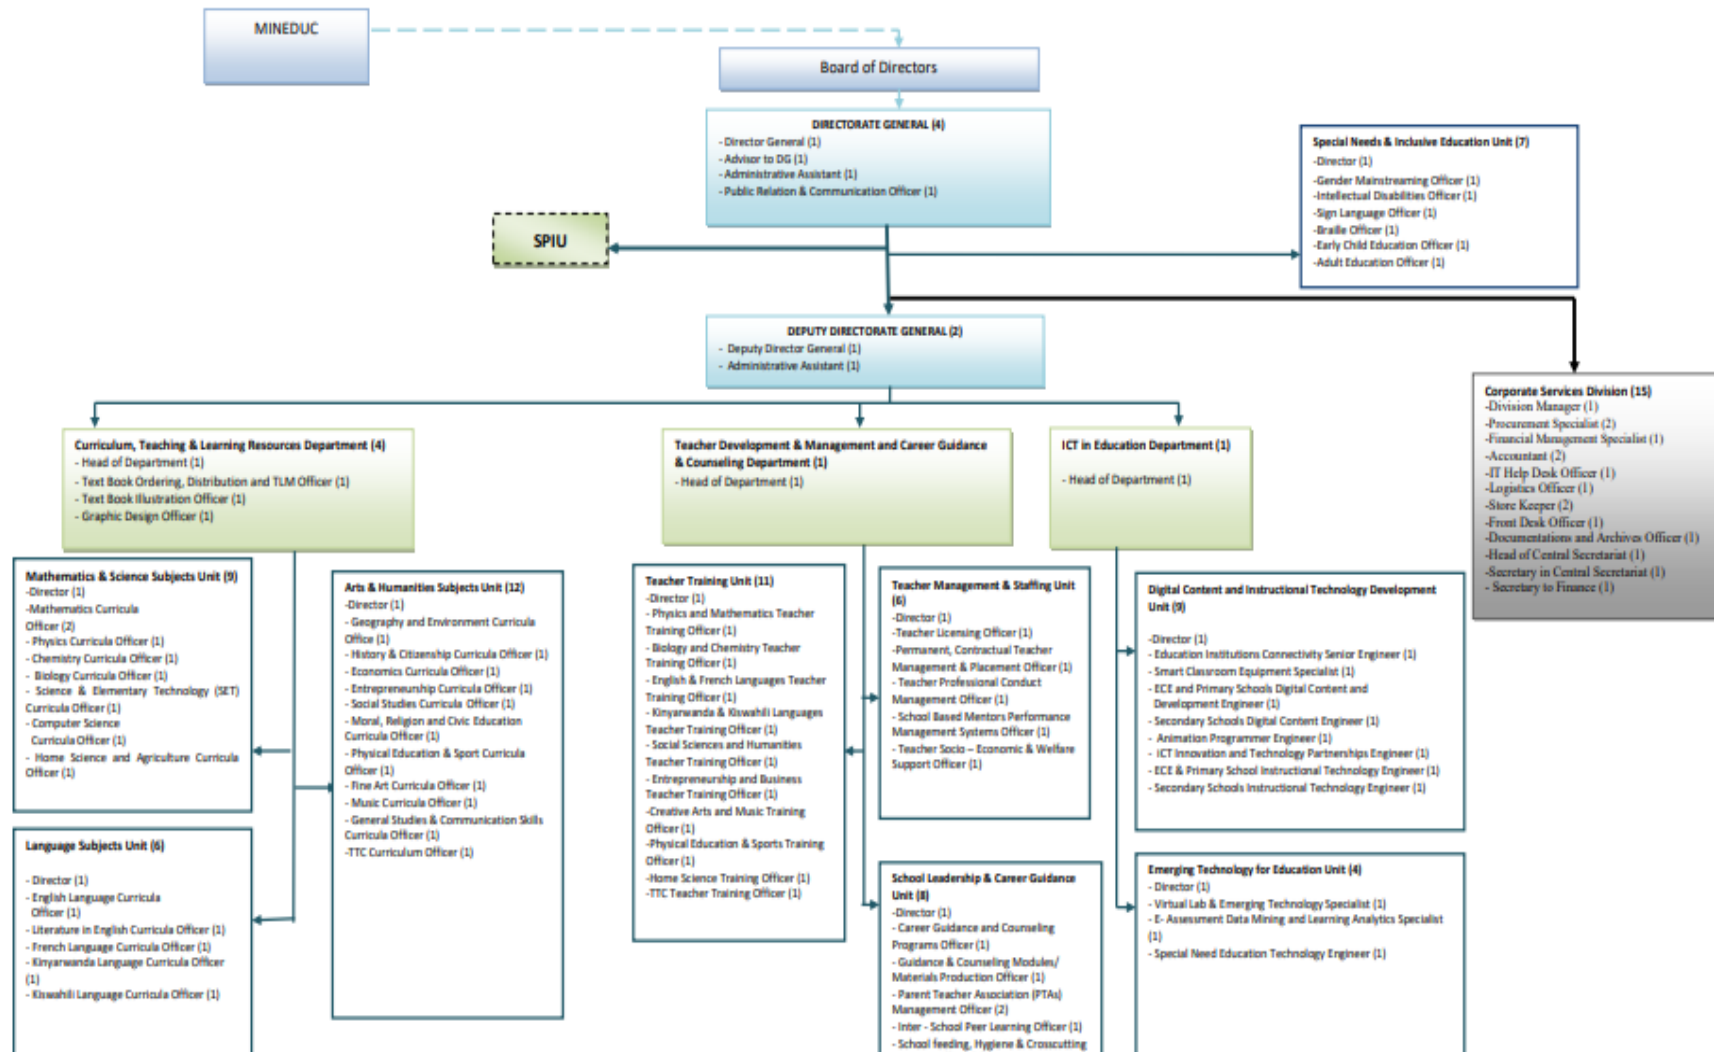 MINEDUC
Board of Directors
DIRECTORATE GENERAL (4)
- Director General (1)
- Advisor to DG (1)
- Administrative Assistant (1)
- Public Relation & Communication Officer (1)
Special Needs & Inclusive Education Unit (7)
-Director (1)
-Gender Mainstreaming Officer (1)
-Intellectual Disabilities Officer (1)
-Sign Language Officer (1)
-Braille Officer (1)
-Early Child Education Officer (1)
-Adult Education Officer (1)
SPIU
DEPUTY DIRECTORATE GENERAL (2)
- Deputy Director General (1)
- Administrative Assistant (1)
Corporate Services Division (15)
-Division Manager (1)
-Procurement Specialist (2)
-Financial Management Specialist (1)
-Accountant (2)
-IT Help Desk Officer (1)
-Logistics Officer (1)
-Store Keeper (2)
-Front Desk Officer (1)
-Documentations and Archives Officer (1)
-Head of Central Secretariat (1)
-Secretary in Central Secretariat (1)
- Secretary to Finance (1)
Curriculum, Teaching & Learning Resources Department (4)
- Head of Department (1)
- Text Book Ordering, Distribution and TLM Officer (1)
- Text Book Illustration Officer (1)
- Graphic Design Officer (1)
Teacher Development & Management and Career Guidance
& Counseling Department (1)
- Head of Department (1)
ICT in Education Department (1)
- Head of Department (1)
Mathematics & Science Subjects Unit (9)
-Director (1)
-Mathematics Curricula
Officer (2)
- Physics Curricula Officer (1)
- Chemistry Curricula Officer (1)
- Biology Curricula Officer (1)
- Science & Elementary Technology (SET)
Curricula Officer (1)
- Computer Science
Curricula Officer (1)
- Home Science and Agriculture Curricula
Officer (1)
Arts & Humanities Subjects Unit (12)
-Director (1)
- Geography and Environment Curricula
Office (1)
- History & Citizenship Curricula Officer (1)
- Economics Curricula Officer (1)
- Entrepreneurship Curricula Officer (1)
- Social Studies Curricula Officer (1)
- Moral, Religion and Civic Education
Curricula Officer (1)
- Physical Education & Sport Curricula
Officer (1)
- Fine Art Curricula Officer (1)
- Music Curricula Officer (1)
- General Studies & Communication Skills
Curricula Officer (1)
-TTC Curriculum Officer (1)
Language Subjects Unit (6)
- Director (1)
- English Language Curricula
Officer (1)
- Literature in English Curricula Officer (1)
- French Language Curricula Officer (1)
- Kinyarwanda Language Curricula Officer
(1)
- Kiswahili Language Curricula Officer (1)
Teacher Training Unit (11)
-Director (1)
- Physics and Mathematics Teacher
Training Officer (1)
- Biology and Chemistry Teacher
Training Officer (1)
- English & French Languages Teacher
Training Officer (1)
- Kinyarwanda & Kiswahili Languages
Teacher Training Officer (1)
- Social Sciences and Humanities
Teacher Training Officer (1)
- Entrepreneurship and Business
Teacher Training Officer (1)
-Creative Arts and Music Training
Officer (1)
-Physical Education & Sports Training
Officer (1)
-Home Science Training Officer (1)
-TTC Teacher Training Officer (1)
Teacher Management & Staffing Unit
(6)
-Director (1)
-Teacher Licensing Officer (1)
-Permanent, Contractual Teacher
Management & Placement Officer (1)
- Teacher Professional Conduct
Management Officer (1)
- School Based Mentors Performance
Management Systems Officer (1)
- Teacher Socio – Economic & Welfare
Support Officer (1)
School Leadership & Career Guidance
Unit (8)
-Director (1)
- Career Guidance and Counseling
Programs Officer (1)
- Guidance & Counseling Modules/
Materials Production Officer (1)
- Parent Teacher Association (PTAs)
Management Officer (2)
- Inter - School Peer Learning Officer (1)
- School feeding, Hygiene & Crosscutting
Digital Content and Instructional Technology Development
Unit (9)
-Director (1)
- Education Institutions Connectivity Senior Engineer (1)
- Smart Classroom Equipment Specialist (1)
- ECE and Primary Schools Digital Content and
Development Engineer (1)
- Secondary Schools Digital Content Engineer (1)
- Animation Programmer Engineer (1)
- ICT Innovation and Technology Partnerships Engineer (1)
- ECE & Primary School Instructional Technology Engineer (1)
- Secondary Schools Instructional Technology Engineer (1)
Emerging Technology for Education Unit (4)
- Director (1)
- Virtual Lab & Emerging Technology Specialist (1)
- E- Assessment Data Mining and Learning Analytics Specialist
(1)
- Special Need Education Technology Engineer (1)